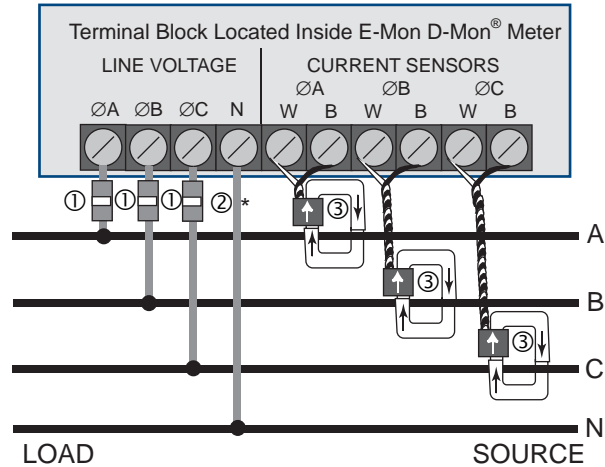 Terminal Block Located Inside E-Mon D-Mon® Meter
LINE VOLTAGE CURRENT SENSORS
ØA ØB ØC
ØA ØB ØC N W B W B W B
① ① ① ② * ③
A
③
B
③
C
N
LOAD SOURCE